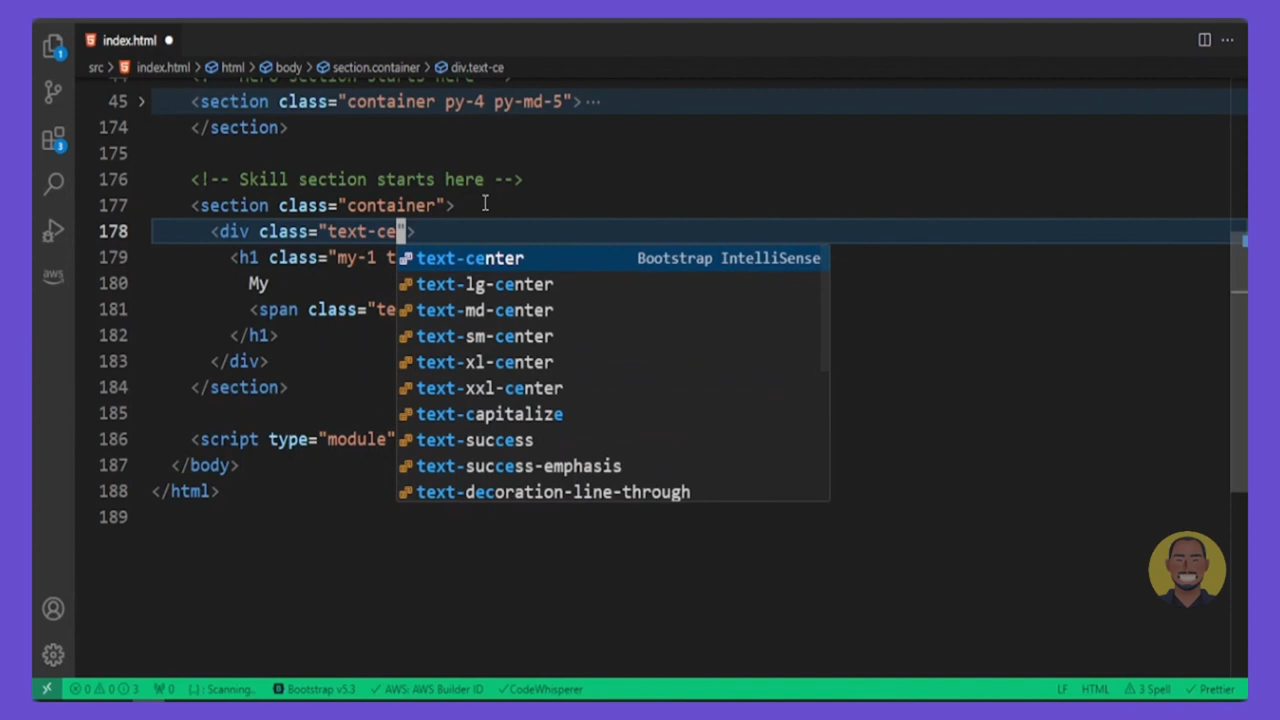 index.html
src > index.html > html > body > section.container > div.text-ce
45 <section class="container py-4 py-md-5"> ⋯
174 </section>
175
176 <!-- Skill section starts here -->
177 <section class="container">
178 <div class="text-ce">
179 <h1 class="my-1 t
180 My
181 <span class="te
182 </h1>
183 </div>
184 </section>
185
186 <script type="module"
187 </body>
188 </html>
189
text-center Bootstrap IntelliSense
text-lg-center
text-md-center
text-sm-center
text-xl-center
text-xxl-center
text-capitalize
text-success
text-success-emphasis
text-decoration-line-through
1
3
aws
0 0 3 0 [..] : Scanning.. B Bootstrap v5.3 ✓ AWS: AWS Builder ID ✓ CodeWhisperer LF HTML 3 Spell ✓ Prettier